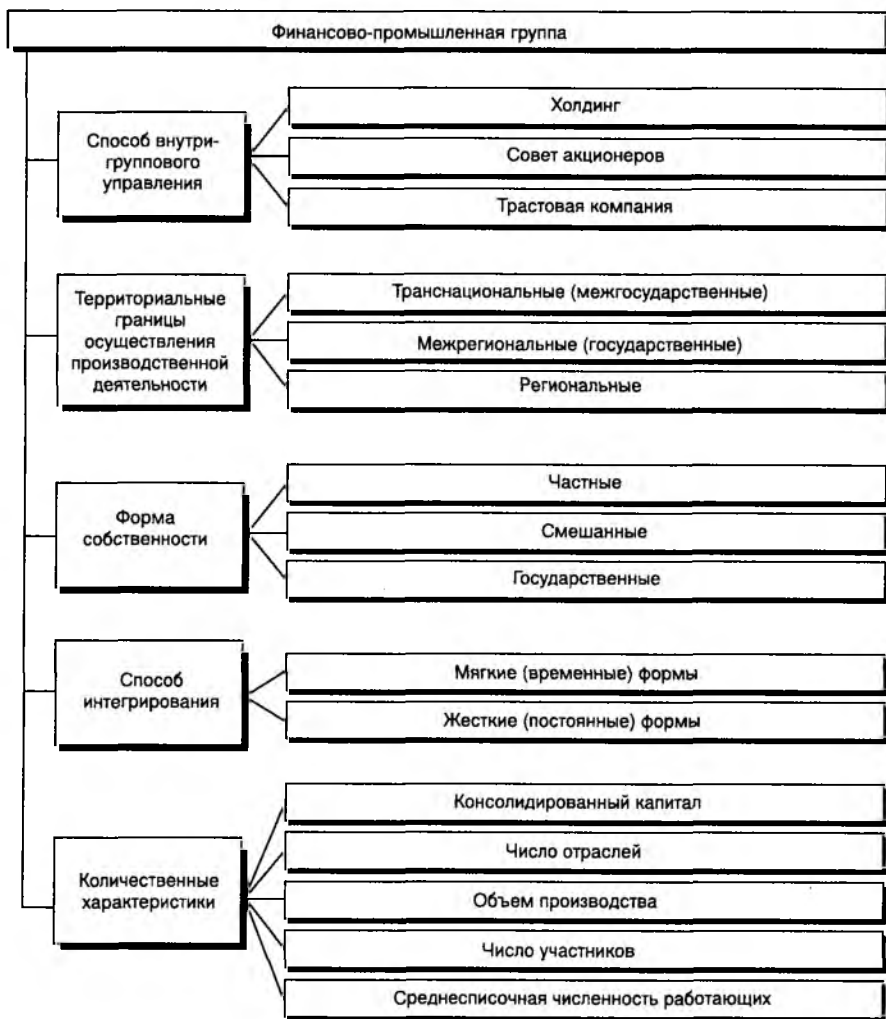 Финансово-промышленная группа
Способ внутри-
группового
управления
Холдинг
Совет акционеров
Трастовая компания
Территориальные
границы
осуществления
производственной
деятельности
Транснациональные (межгосударственные)
Межрегиональные (государственные)
Региональные
Форма
собственности
Частные
Смешанные
Государственные
Способ
интегрирования
Мягкие (временные) формы
Жесткие (постоянные) формы
Количественные
характеристики
Консолидированный капитал
Число отраслей
Объем производства
Число участников
Среднесписочная численность работающих